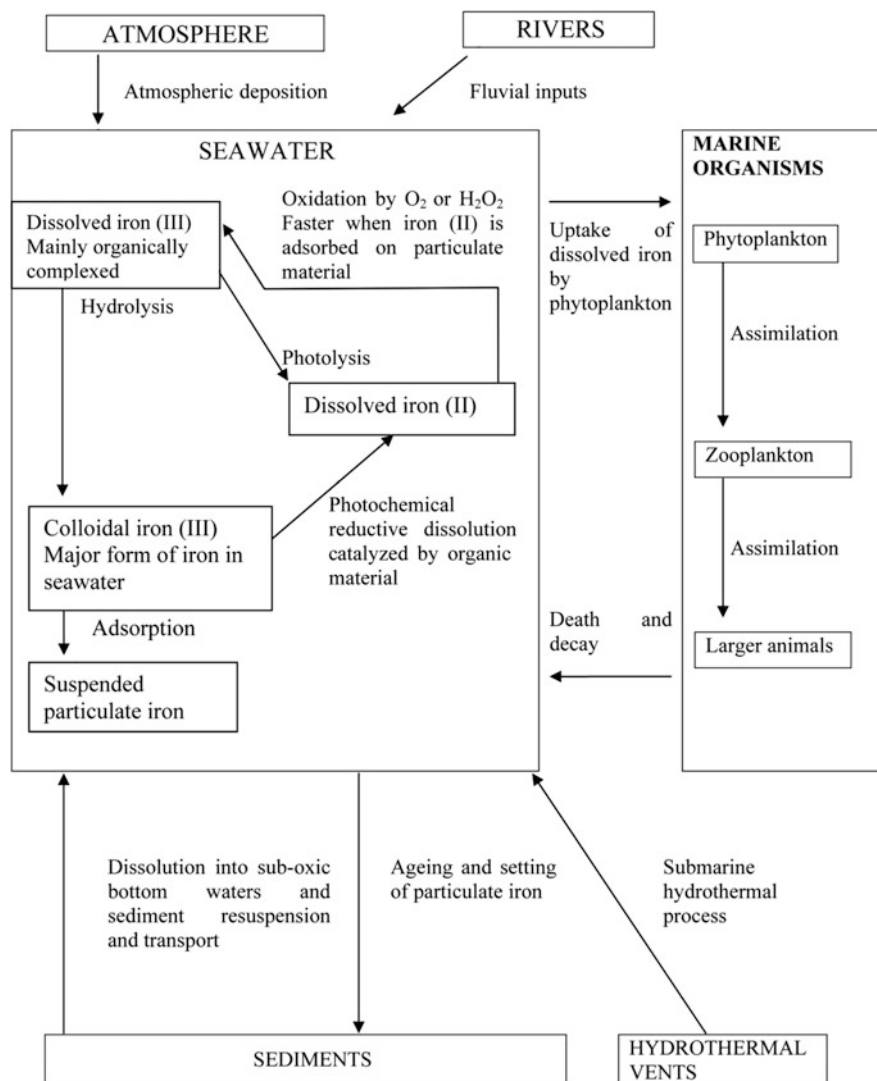 ATMOSPHERE
RIVERS
Atmospheric deposition
Fluvial inputs
SEAWATER
MARINE
ORGANISMS
Oxidation by O₂ or H₂O₂
Faster when iron (II) is
adsorbed on particulate
material
Dissolved iron (III)
Mainly organically
complexed
Uptake of
dissolved iron
by
phytoplankton
Phytoplankton
Hydrolysis
Photolysis
Assimilation
Dissolved iron (II)
Zooplankton
Colloidal iron (III)
Major form of iron in
seawater
Photochemical
reductive dissolution
catalyzed by organic
material
Assimilation
Adsorption
Death and
decay
Larger animals
Suspended
particulate iron
Dissolution into sub-oxic
bottom waters and
sediment resuspension
and transport
Ageing and setting
of particulate iron
Submarine
hydrothermal
process
SEDIMENTS
HYDROTHERMAL
VENTS